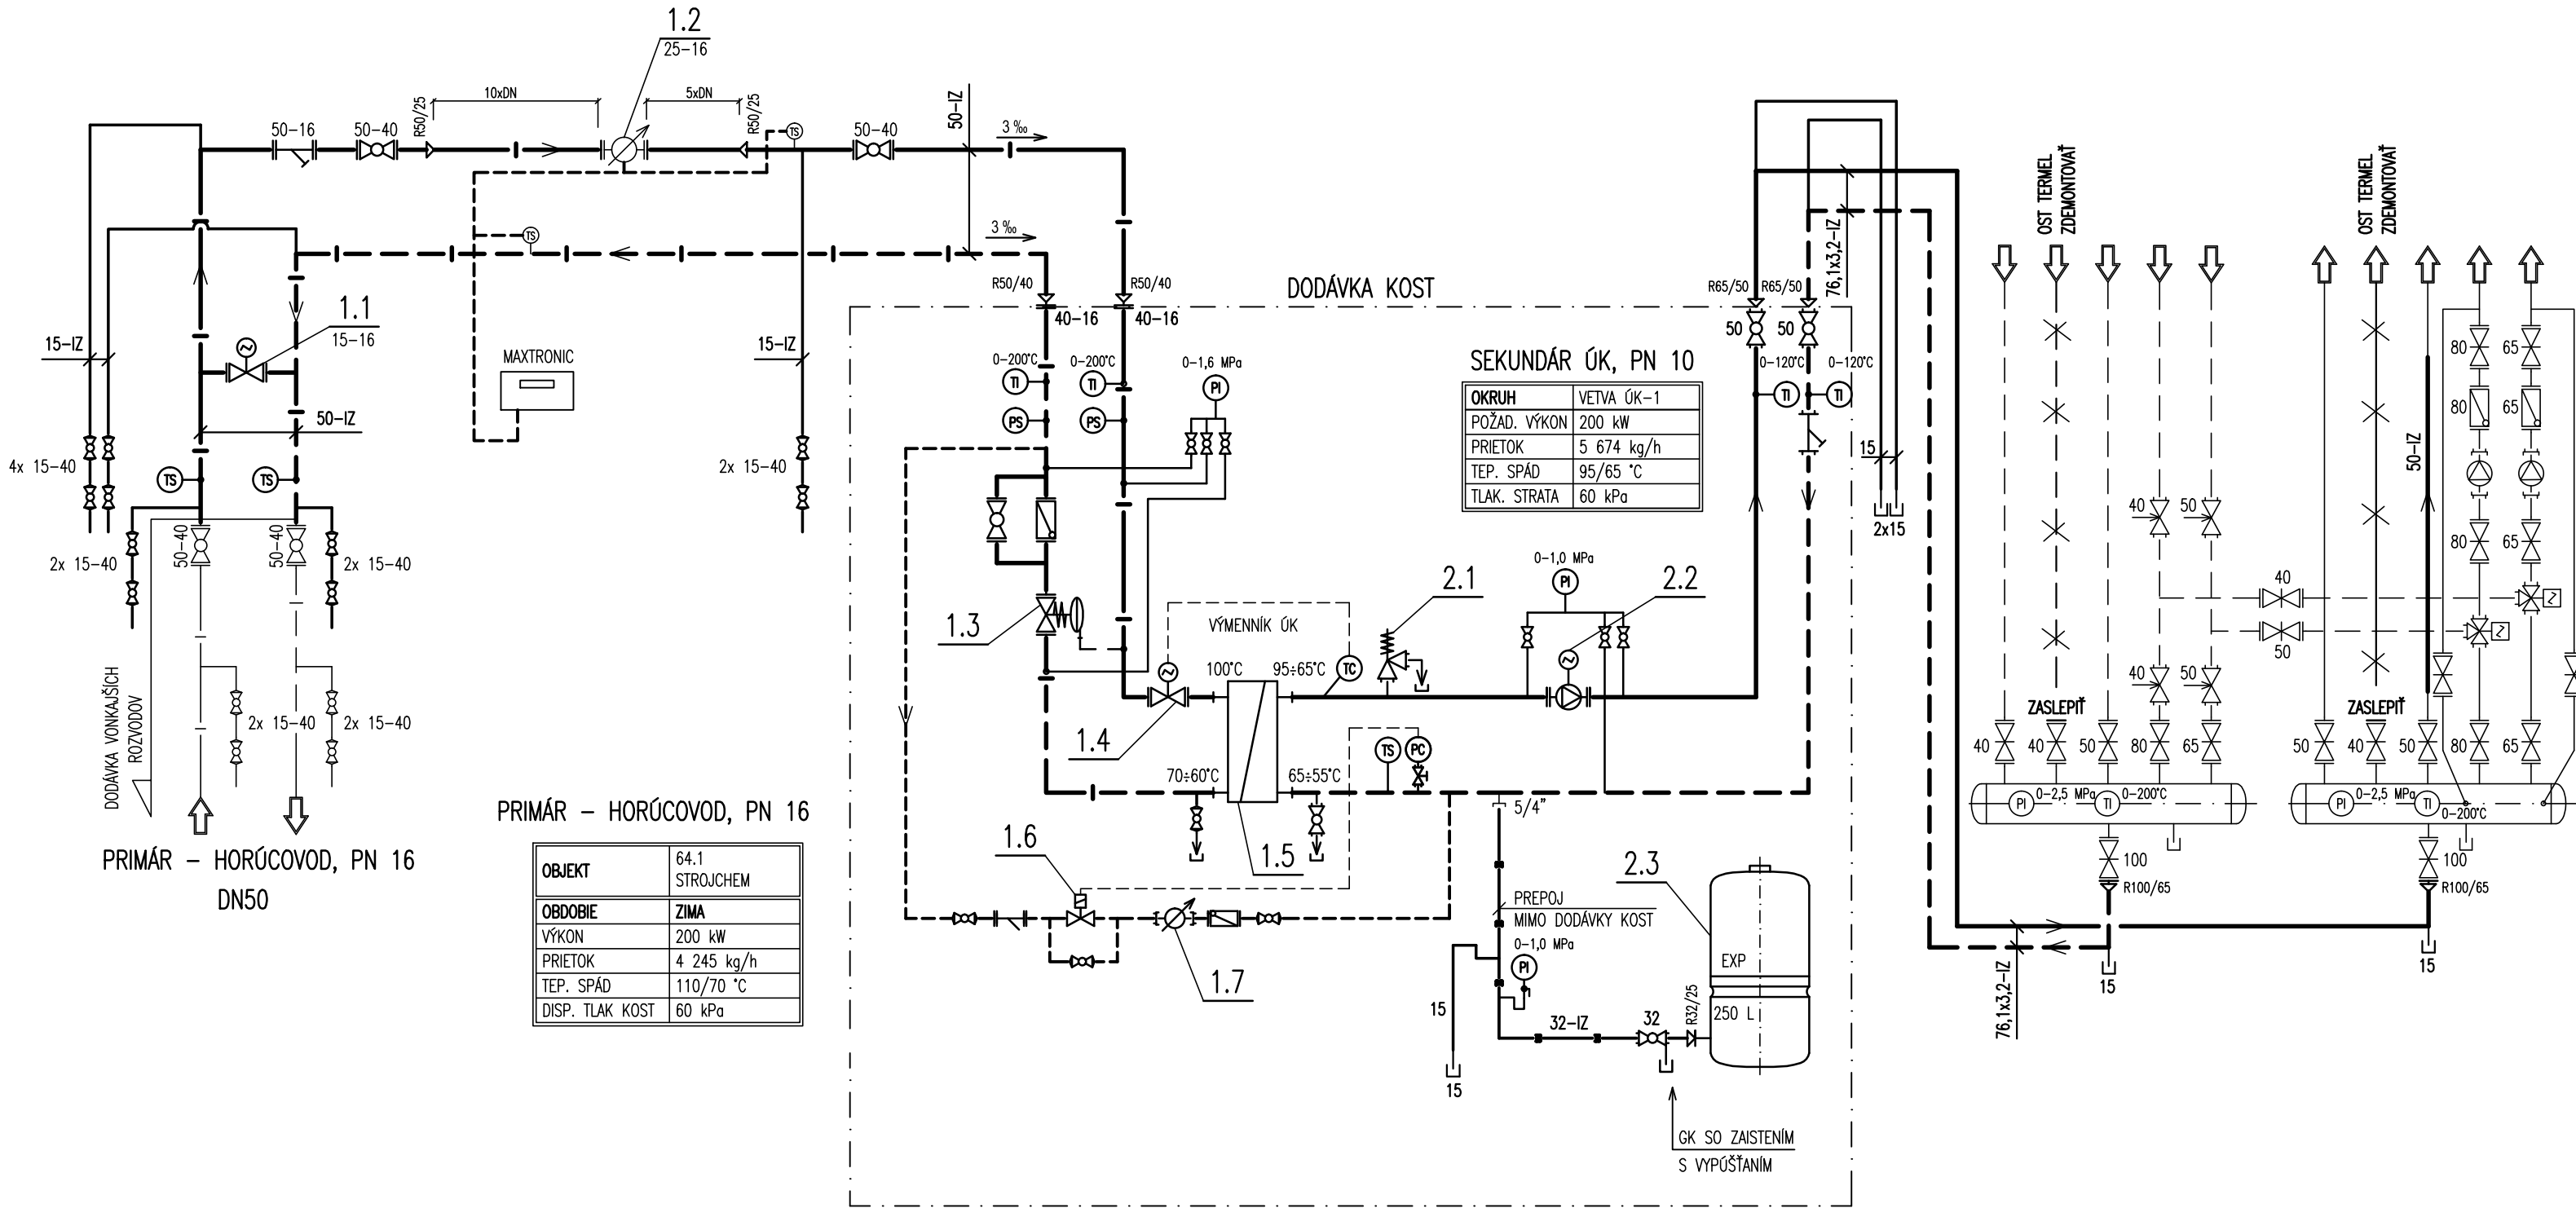 1.2
25-16
10xDN
5xDN
R50/25
R50/25
50-16
50-40
TS
50-40
50-IZ
3 ‰
3 ‰
TS
1.1
15-16
15-IZ
15-IZ
MAXTRONIC
50-IZ
4x 15-40
TS
TS
2x 15-40
50-40
50-40
2x 15-40
2x 15-40
2x 15-40
2x 15-40
DODÁVKA VONKAJŠÍCH
ROZVODOV
PRIMÁR - HORÚCOVOD, PN 16
DN50
PRIMÁR - HORÚCOVOD, PN 16
OBJEKT
64.1
STROJCHEM
OBDOBIE ZIMA
VÝKON 200 kW
PRIETOK 4 245 kg/h
TEP. SPÁD 110/70 °C
DISP. TLAK KOST 60 kPa
DODÁVKA KOST
R50/40
R50/40
40-16
40-16
0-200°C
0-200°C
0-1,6 MPa
TI
TI
PI
PS
PS
1.3
VÝMENNÍK ÚK
100°C
95÷65°C
TC
1.4
70÷60°C
65÷55°C
TS
PC
1.5
1.6
1.7
2.1
0-1,0 MPa
PI
2.2
SEKUNDÁR ÚK, PN 10
OKRUH VETVA ÚK-1
POŽAD. VÝKON 200 kW
PRIETOK 5 674 kg/h
TEP. SPÁD 95/65 °C
TLAK. STRATA 60 kPa
R65/50
R65/50
50
50
0-120°C
0-120°C
TI
TI
76,1x3,2-IZ
15
2x15
5/4"
PREPOJ
MIMO DODÁVKY KOST
0-1,0 MPa
PI
15
15
32-IZ
32
R32/25
2.3
EXP
250 L
GK SO ZAISTENÍM
S VYPÚŠŤANÍM
OST TERMEL
ZDEMONTOVAŤ
OST TERMEL
ZDEMONTOVAŤ
40
50
40
50
40
50
ZASLEPIŤ
40
40
50
80
65
PI
0-2,5 MPa
TI
0-200°C
100
R100/65
15
76,1x3,2-IZ
50-IZ
80
65
80
65
80
65
ZASLEPIŤ
50
40
50
80
65
PI
0-2,5 MPa
TI
0-200°C
100
R100/65
15